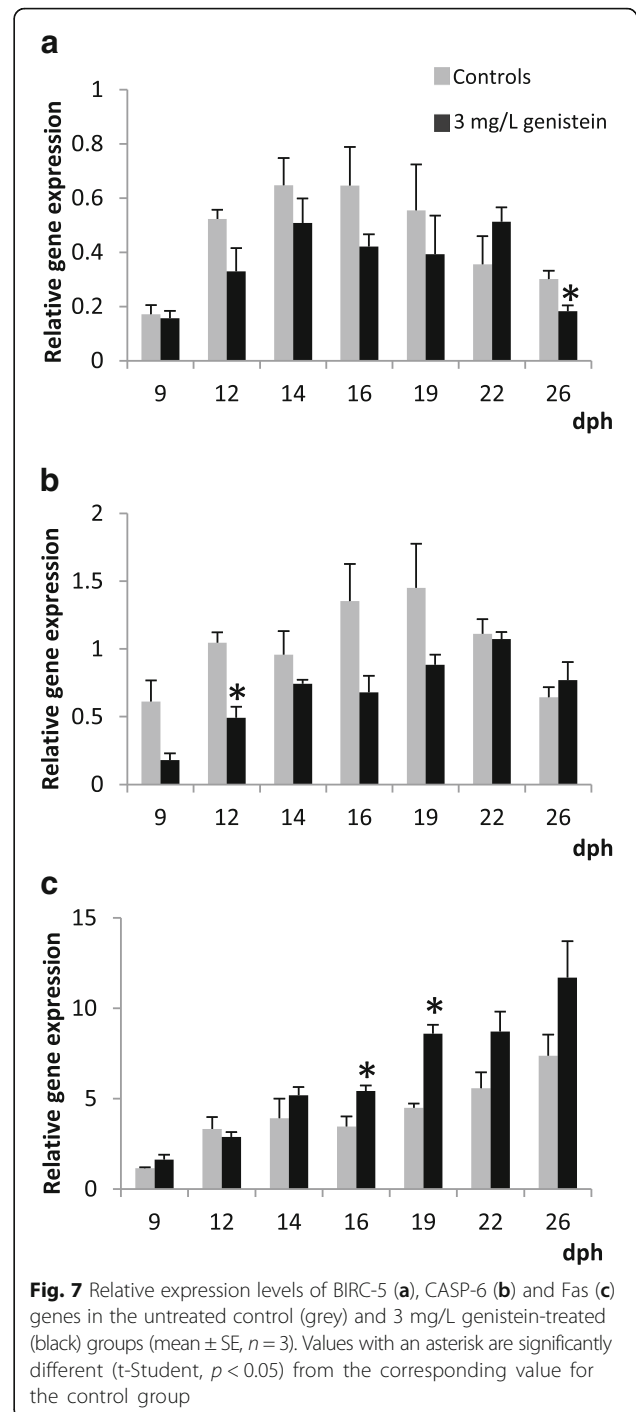 a
Controls
3 mg/L genistein
Relative gene expression
1
0.8
0.6
0.4
0.2
0
*
9 12 14 16 19 22 26
dph
b
Relative gene expression
2
1.5
1
0.5
0
*
9 12 14 16 19 22 26
dph
c
Relative gene expression
15
10
5
0
* *
9 12 14 16 19 22 26
dph
Fig. 7 Relative expression levels of BIRC-5 (a), CASP-6 (b) and Fas (c)
genes in the untreated control (grey) and 3 mg/L genistein-treated
(black) groups (mean ± SE, n = 3). Values with an asterisk are significantly
different (t-Student, p < 0.05) from the corresponding value for
the control group